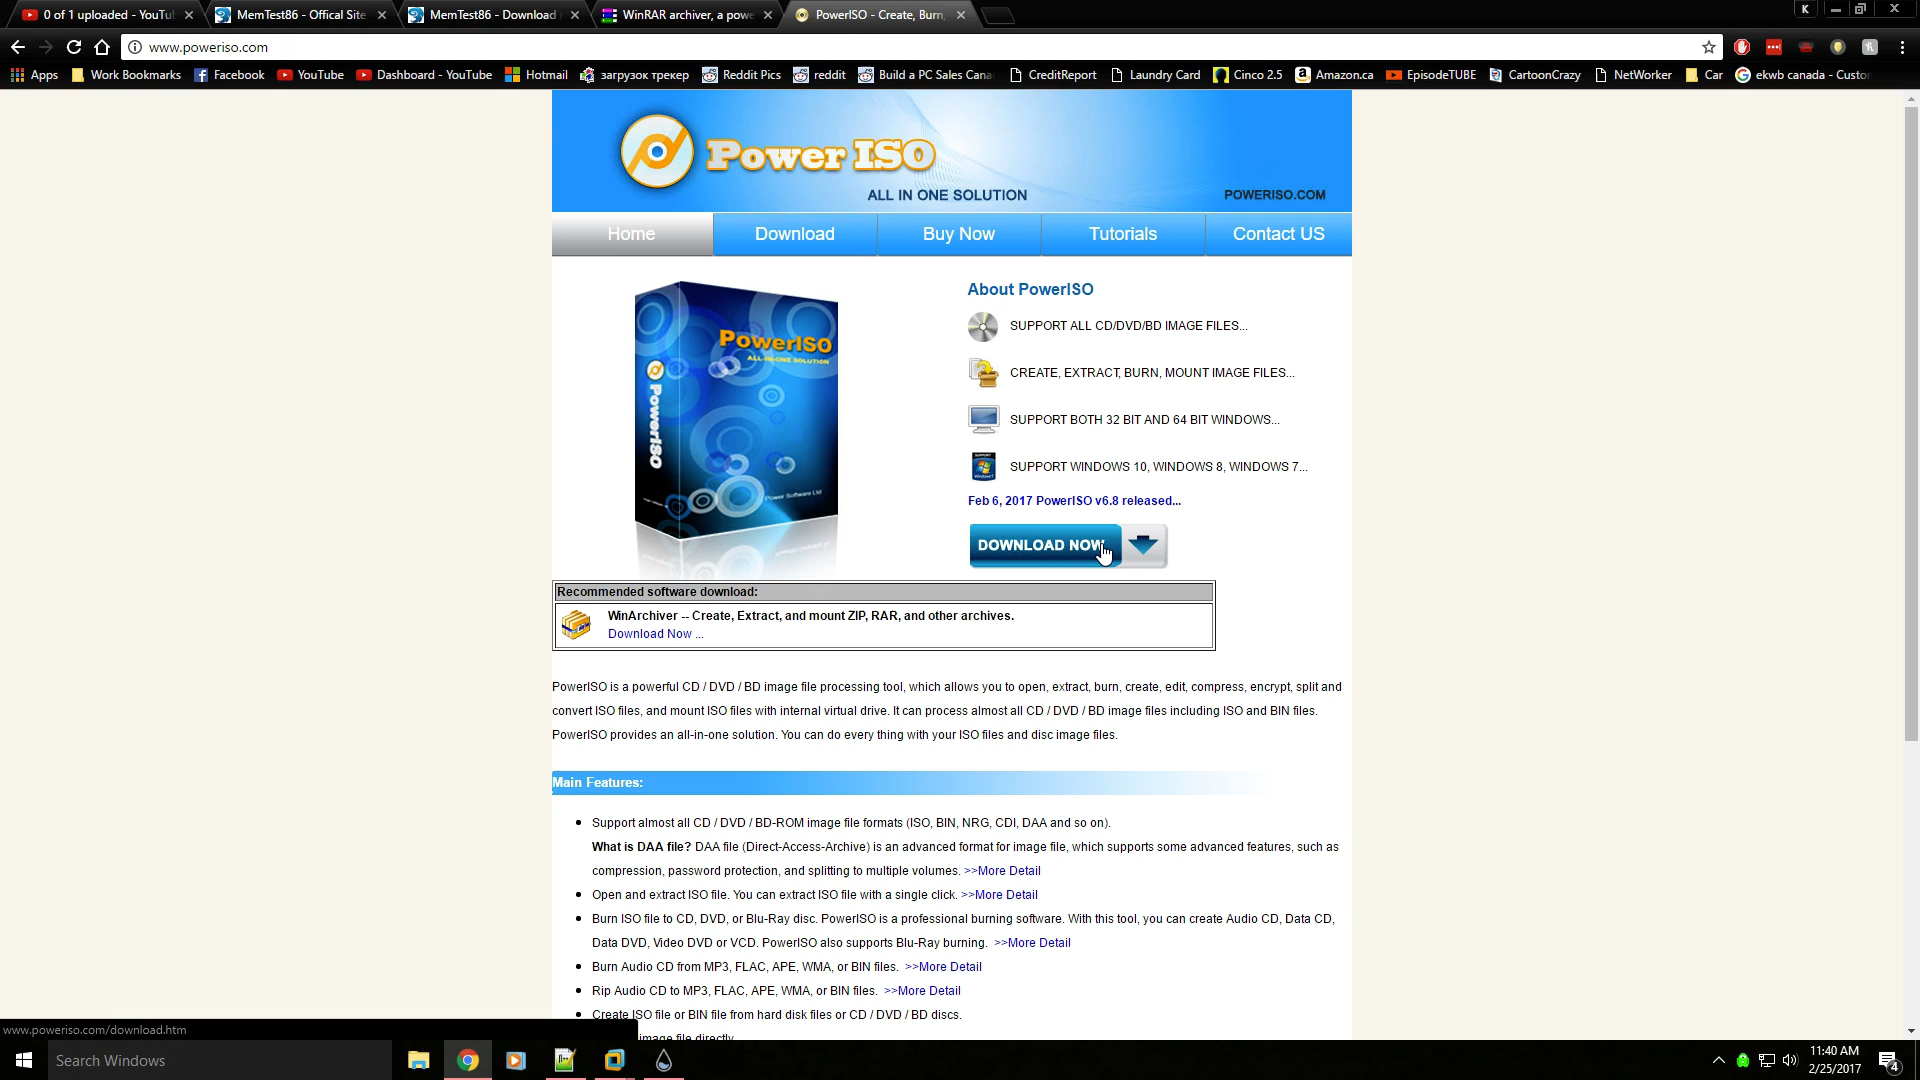 0 of 1 uploaded - YouTu
MemTest86 - Offical Site
MemTest86 - Download
WinRAR archiver, a powe
PowerISO - Create, Burn,
K
www.poweriso.com
Apps
Work Bookmarks
Facebook
YouTube
Dashboard - YouTube
Hotmail
загрузок трекер
Reddit Pics
reddit
Build a PC Sales Cana
CreditReport
Laundry Card
Cinco 2.5
Amazon.ca
EpisodeTUBE
CartoonCrazy
NetWorker
Car
ekwb canada - Custo
Power ISO
ALL IN ONE SOLUTION
POWERISO.COM
Home
Download
Buy Now
Tutorials
Contact US
PowerISO
ALL-IN-ONE SOLUTION
PowerISO
Power Software Ltd
About PowerISO
SUPPORT ALL CD/DVD/BD IMAGE FILES...
CREATE, EXTRACT, BURN, MOUNT IMAGE FILES...
SUPPORT BOTH 32 BIT AND 64 BIT WINDOWS...
SUPPORT WINDOWS 10, WINDOWS 8, WINDOWS 7...
Feb 6, 2017 PowerISO v6.8 released...
DOWNLOAD NOW
Recommended software download:
WinArchiver -- Create, Extract, and mount ZIP, RAR, and other archives.
Download Now ...
PowerISO is a powerful CD / DVD / BD image file processing tool, which allows you to open, extract, burn, create, edit, compress, encrypt, split and
convert ISO files, and mount ISO files with internal virtual drive. It can process almost all CD / DVD / BD image files including ISO and BIN files.
PowerISO provides an all-in-one solution. You can do every thing with your ISO files and disc image files.
Main Features:
Support almost all CD / DVD / BD-ROM image file formats (ISO, BIN, NRG, CDI, DAA and so on).
What is DAA file? DAA file (Direct-Access-Archive) is an advanced format for image file, which supports some advanced features, such as
compression, password protection, and splitting to multiple volumes. >>More Detail
Open and extract ISO file. You can extract ISO file with a single click. >>More Detail
Burn ISO file to CD, DVD, or Blu-Ray disc. PowerISO is a professional burning software. With this tool, you can create Audio CD, Data CD,
Data DVD, Video DVD or VCD. PowerISO also supports Blu-Ray burning. >>More Detail
Burn Audio CD from MP3, FLAC, APE, WMA, or BIN files. >>More Detail
Rip Audio CD to MP3, FLAC, APE, WMA, or BIN files. >>More Detail
Create ISO file or BIN file from hard disk files or CD / DVD / BD discs.
image file directly
www.poweriso.com/download.htm
Search Windows
11:40 AM
2/25/2017
4